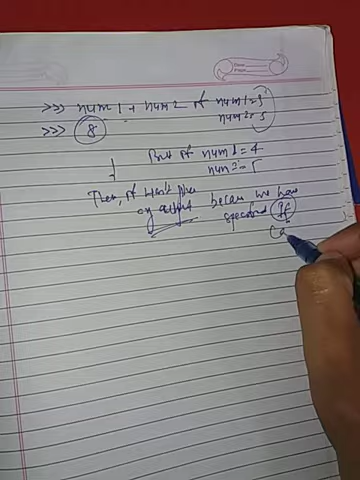 >>> num1 + num2 if num1=3
num2=5
>>> 8
But if num1=4
num2=5
Then, it won't give
any output because we have
specified If